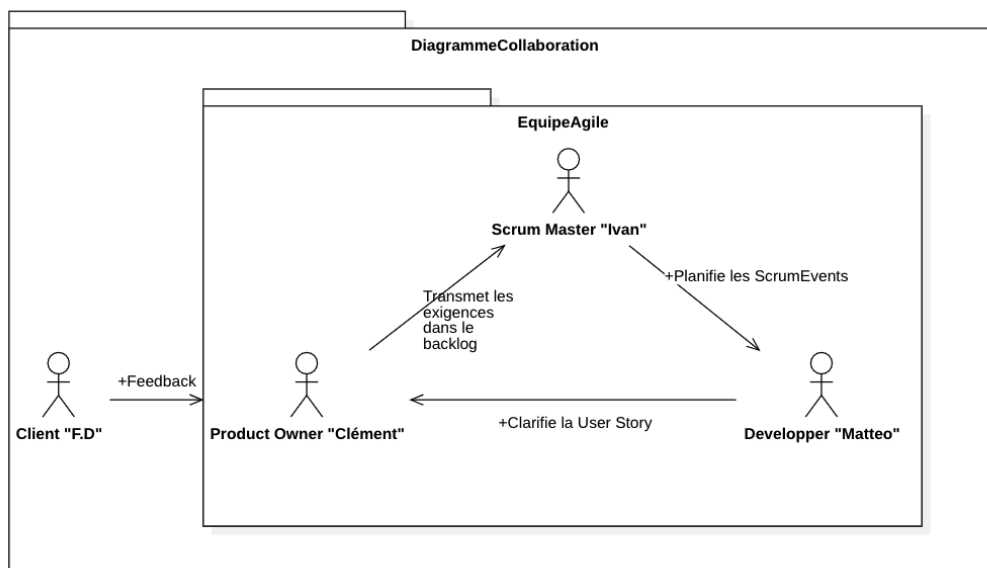 DiagrammeCollaboration
EquipeAgile
Scrum Master "Ivan"
+Planifie les ScrumEvents
Transmet les
exigences
dans le
backlog
+Feedback
+Clarifie la User Story
Client "F.D"
Product Owner "Clément"
Developper "Matteo"